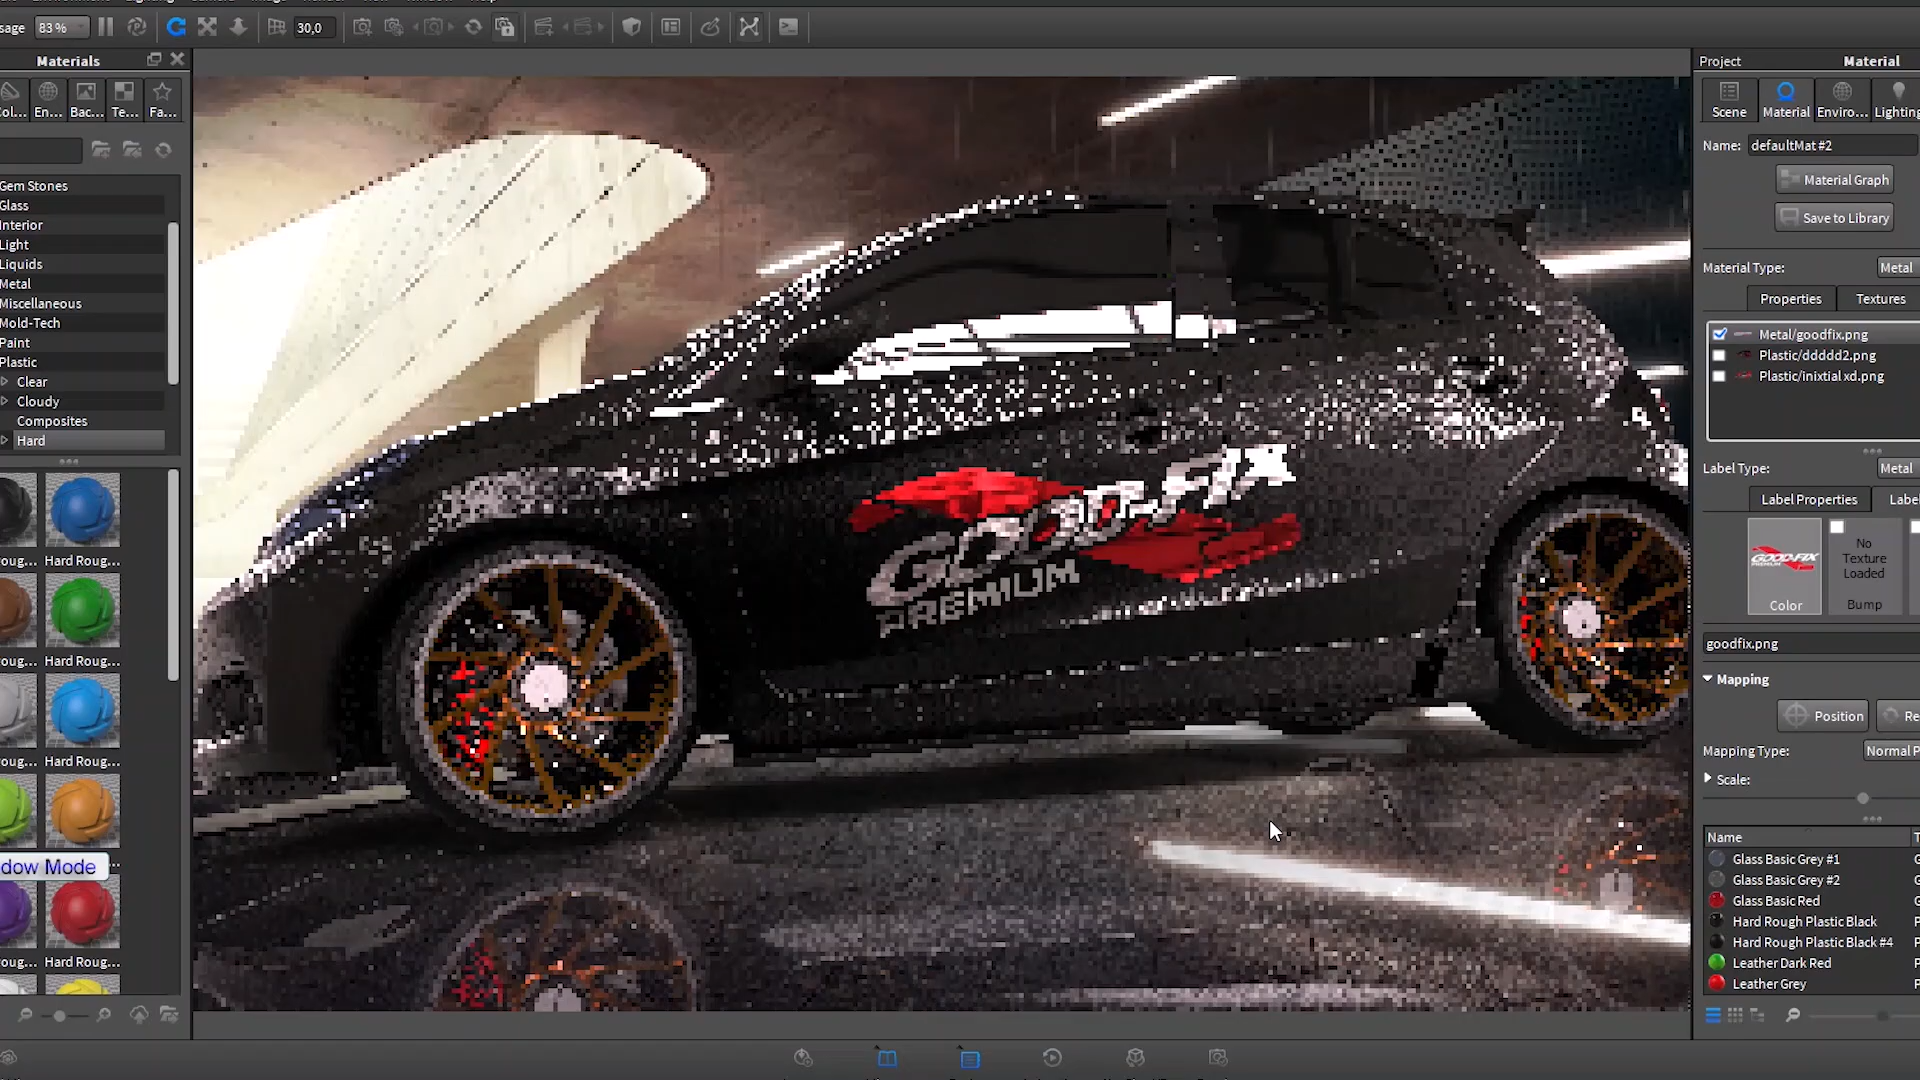 sage 83 % 30,0
Materials
Col... En... Bac... Te... Fa...
Gem Stones
Glass
Interior
Light
Liquids
Metal
Miscellaneous
Mold-Tech
Paint
Plastic
Clear
Cloudy
Composites
Hard
oug... Hard Roug...
oug... Hard Roug...
oug... Hard Roug...
dow Mode
oug... Hard Roug...
GOOD-FIX
PREMIUM
Project Material
Scene Material Enviro... Lighting
Name: defaultMat #2
Material Graph
Save to Library
Material Type: Metal
Properties Textures
Metal/goodfix.png
Plastic/ddddd2.png
Plastic/inixtial xd.png
Label Type: Metal
Label Properties Labe
GOOD-FIX
PREMIUM
No
Texture
Loaded
Color Bump
goodfix.png
Mapping
Position Re
Mapping Type: Normal P
Scale:
Name T
Glass Basic Grey #1 G
Glass Basic Grey #2 G
Glass Basic Red G
Hard Rough Plastic Black P
Hard Rough Plastic Black #4 P
Leather Dark Red P
Leather Grey P